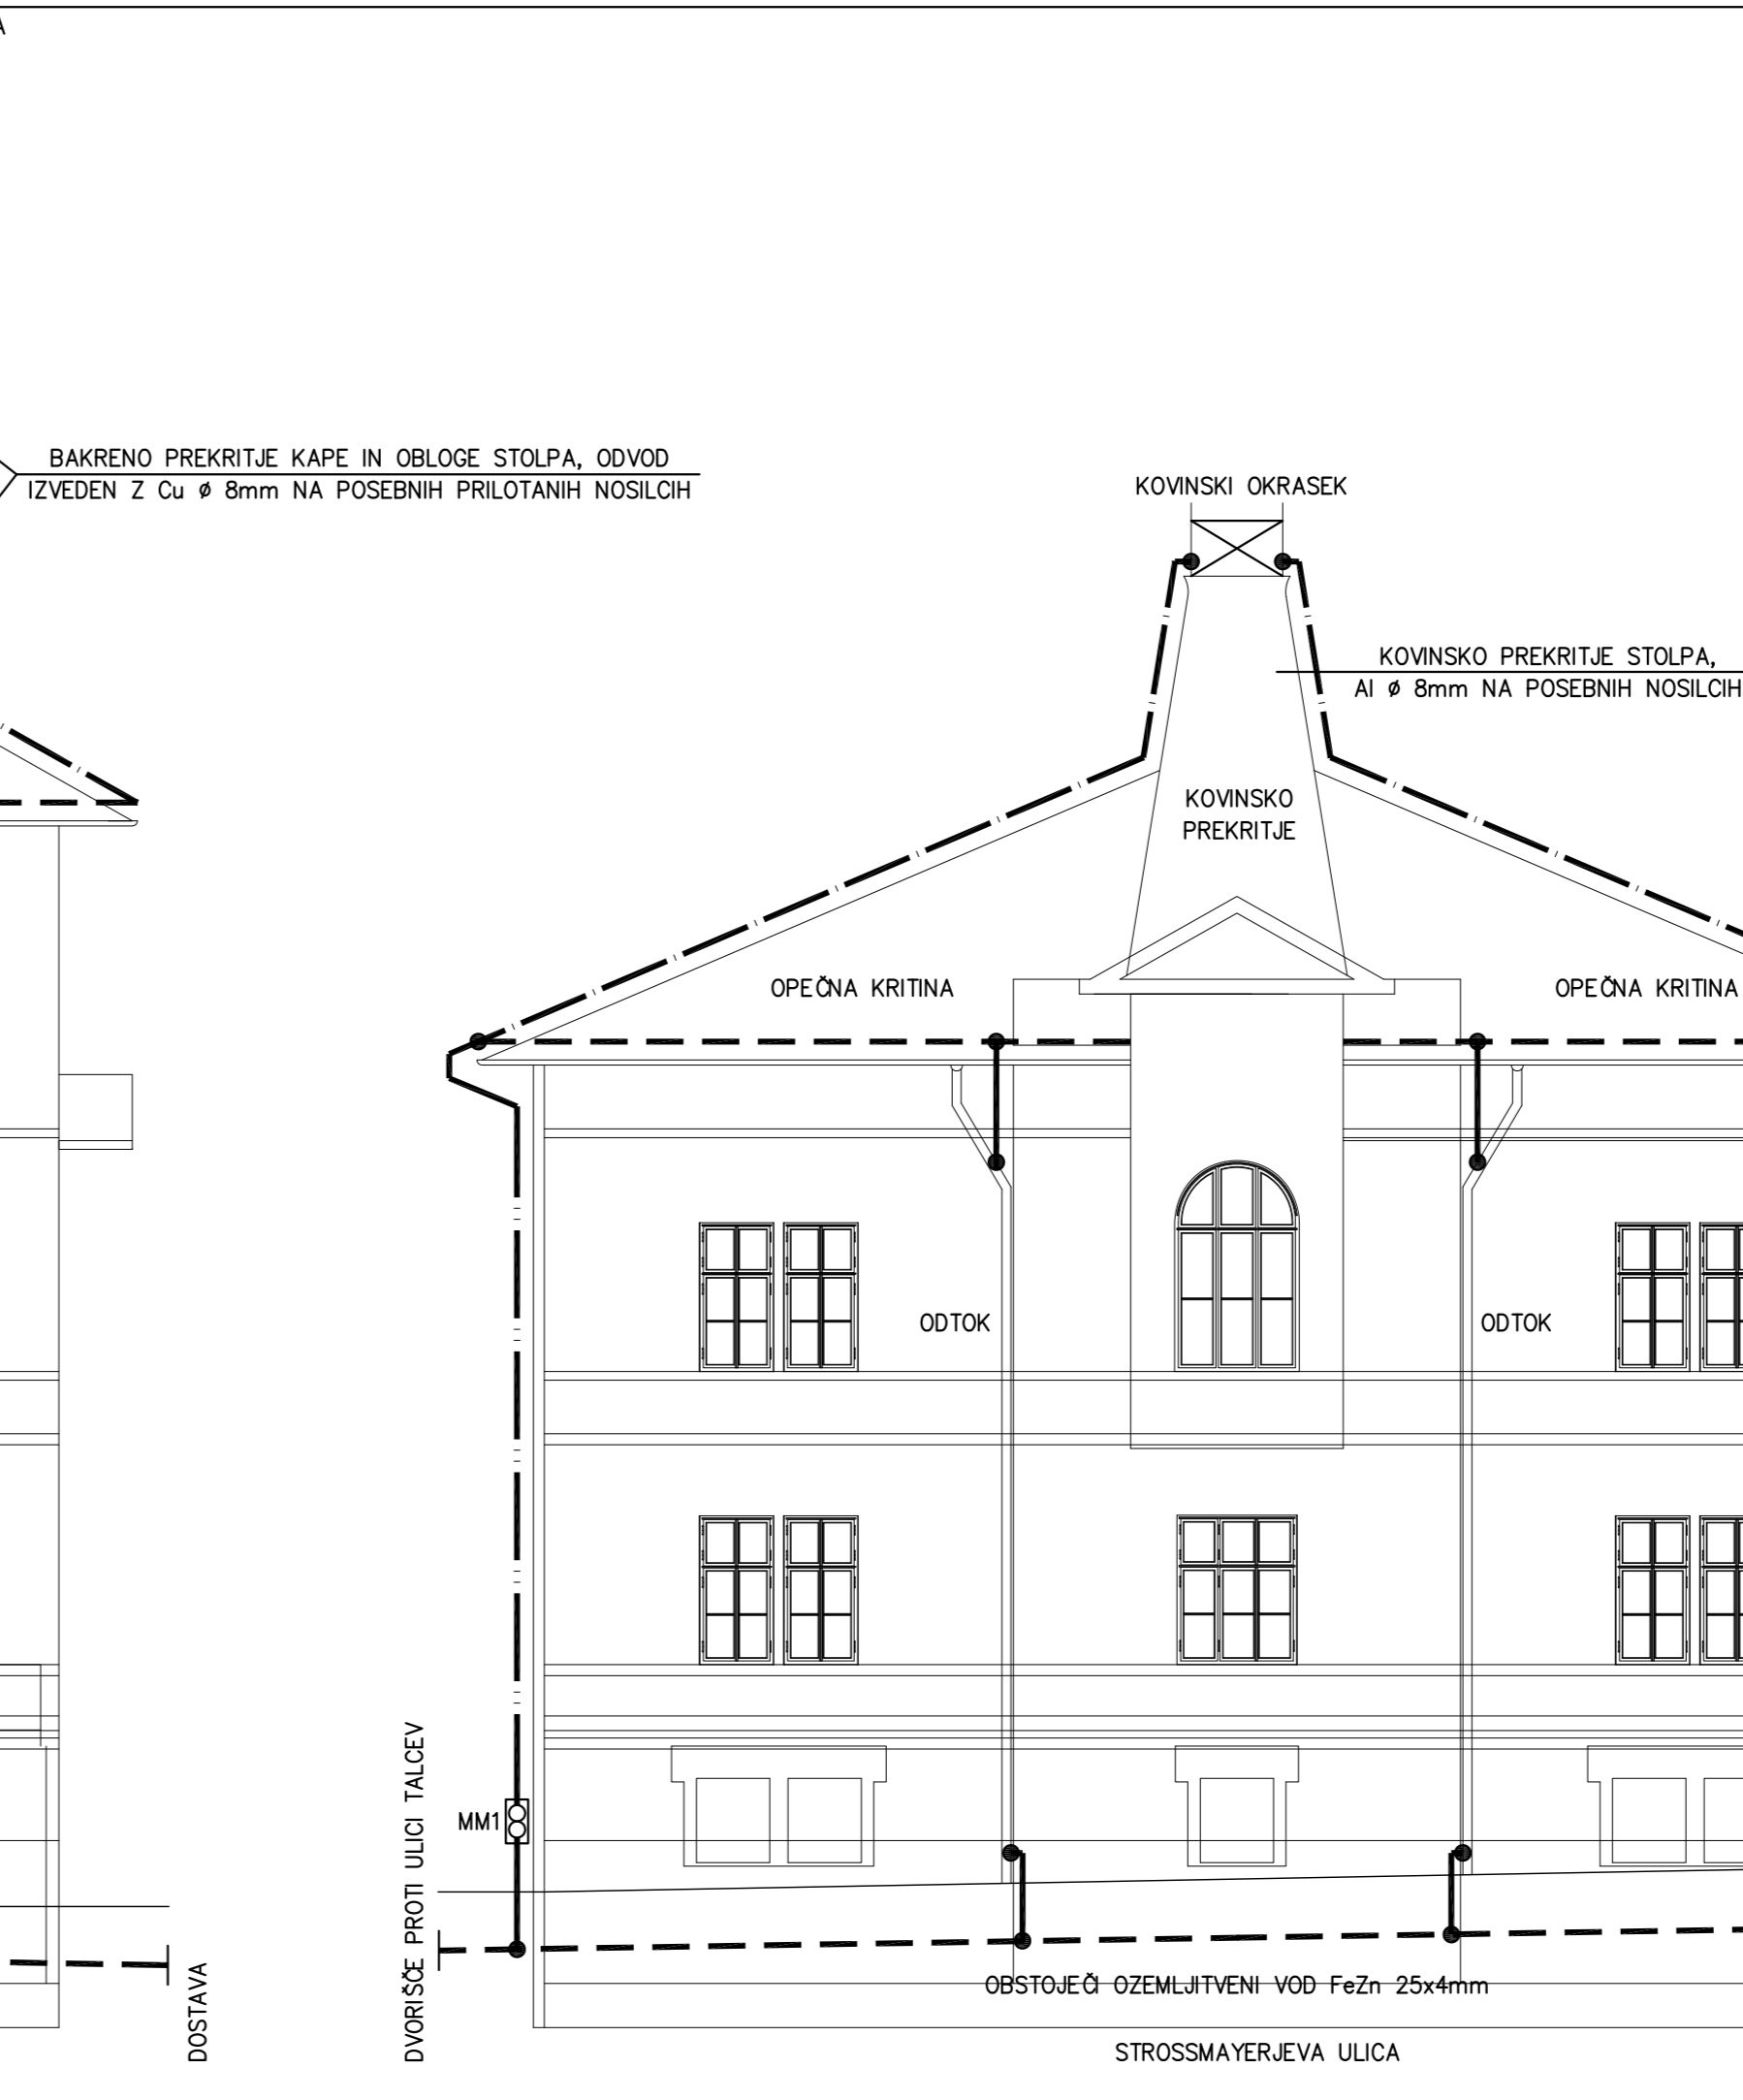 A
BAKRENO PREKRITJE KAPE IN OBLOGE STOLPA, ODVOD
IZVEDEN Z Cu ø 8mm NA POSEBNIH PRILOTANIH NOSILCIH
KOVINSKI OKRASEK
KOVINSKO PREKRITJE STOLPA,
Al ø 8mm NA POSEBNIH NOSILCIH
KOVINSKO
PREKRITJE
OPEČNA KRITINA
OPEČNA KRITINA
ODTOK
ODTOK
MM1
DVORIŠČE PROTI ULICI TALCEV
DOSTAVA
OBSTOJEČI OZEMLJITVENI VOD FeZn 25x4mm
STROSSMAYERJEVA ULICA